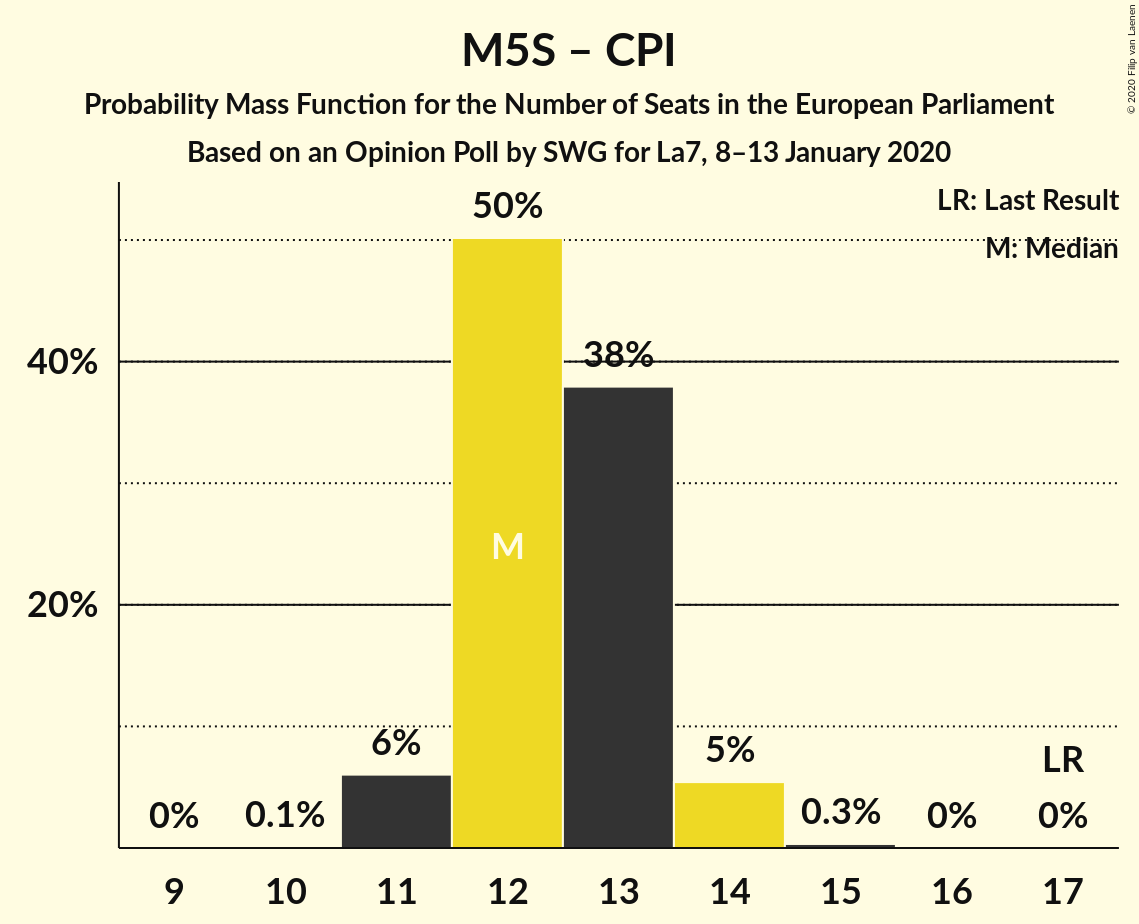 M5S – CPI
Probability Mass Function for the Number of Seats in the European Parliament
Based on an Opinion Poll by SWG for La7, 8–13 January 2020
© 2020 Filip van Laenen
LR: Last Result
M: Median
40%
20%
0%
0.1%
6%
50%
M
38%
5%
0.3%
0%
LR
0%
9 10 11 12 13 14 15 16 17